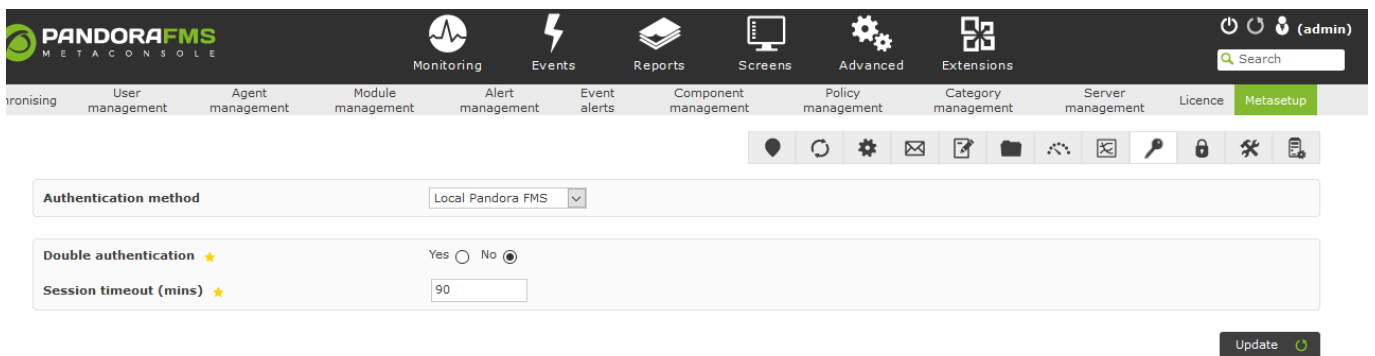 PANDORAFMS
METACONSOLE
Monitoring Events Reports Screens Advanced Extensions
(admin)
Search
hronising User management Agent management Module management Alert management Event alerts Component management Policy management Category management Server management Licence Metasetup
Authentication method Local Pandora FMS
Double authentication Yes No
Session timeout (mins) 90
Update